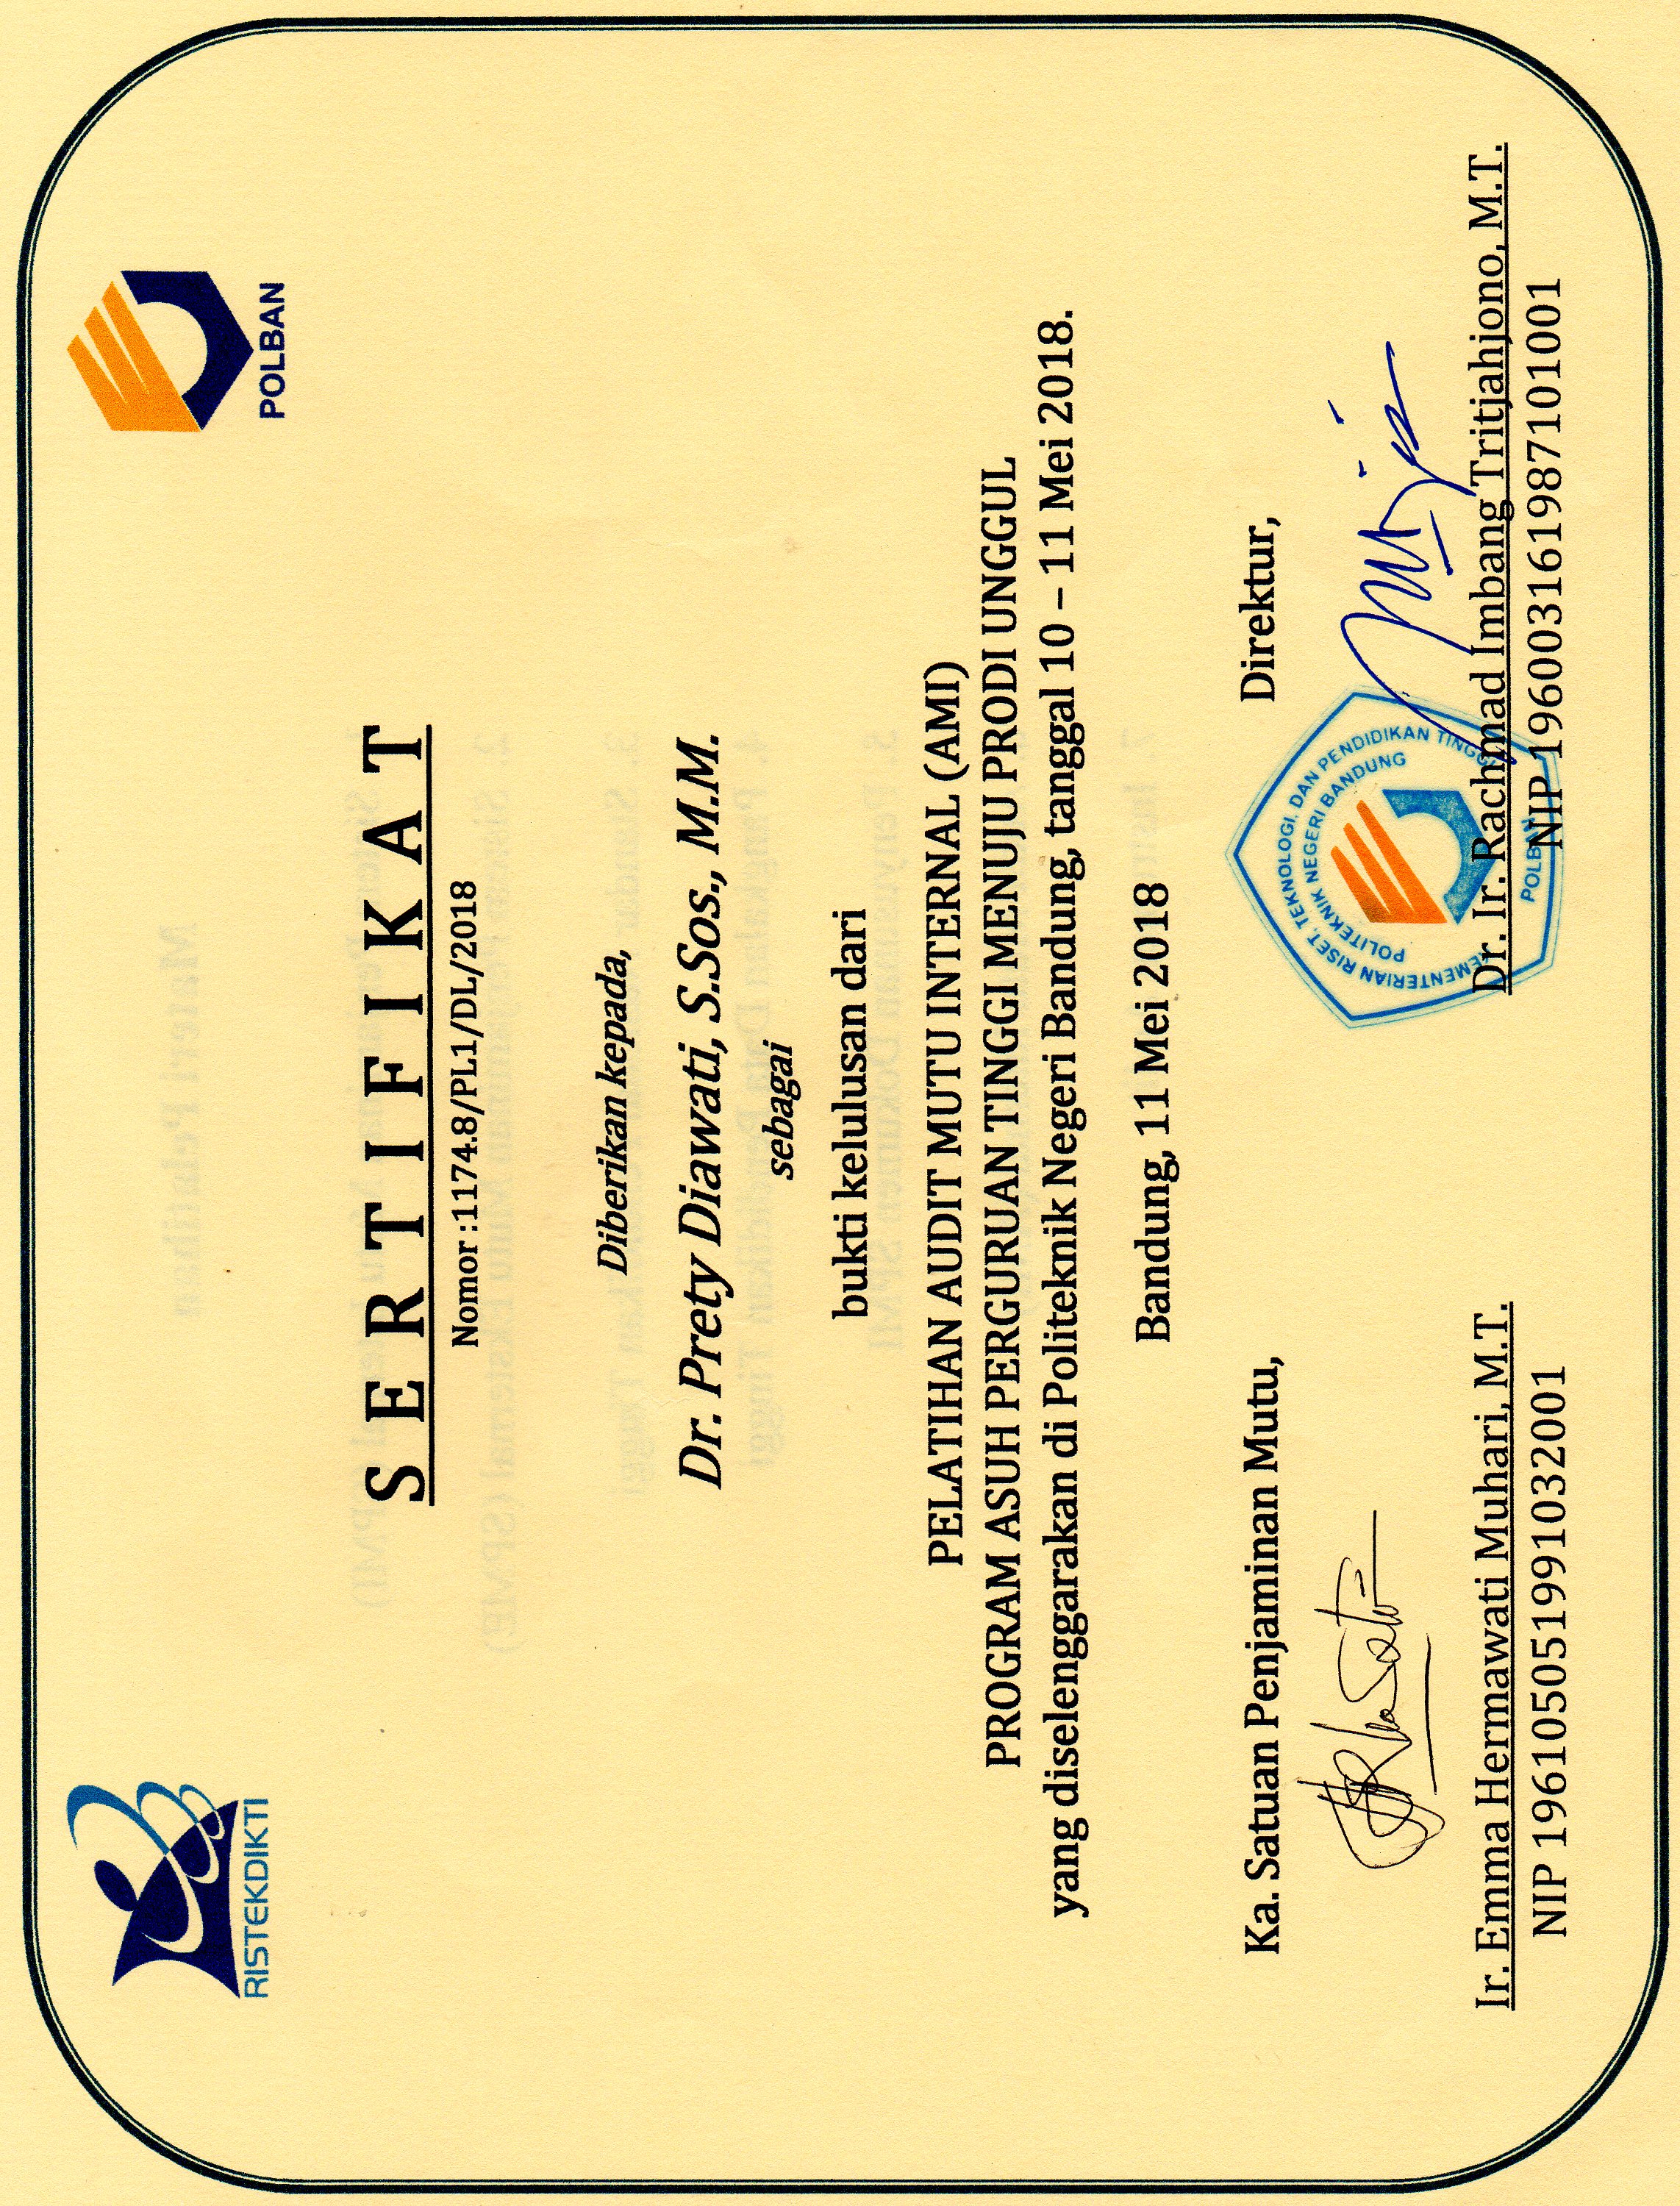 RISTEKDIKTI
POLBAN
SERTIFIKAT
Nomor :1174.8/PL1/DL/2018
Diberikan kepada,
Dr. Prety Diawati, S.Sos., M.M.
sebagai
bukti kelulusan dari
PELATIHAN AUDIT MUTU INTERNAL (AMI)
PROGRAM ASUH PERGURUAN TINGGI MENUJU PRODI UNGGUL
yang diselenggarakan di Politeknik Negeri Bandung, tanggal 10 – 11 Mei 2018.
Bandung, 11 Mei 2018
Ka. Satuan Penjaminan Mutu,
Ir. Emma Hermawati Muhari, M.T.
NIP 196105051991032001
Direktur,
KEMENTERIAN RISET, TEKNOLOGI, DAN PENDIDIKAN TINGGI
POLITEKNIK NEGERI BANDUNG
POLBAN
Dr. Ir. Rachmad Imbang Tritjahjono, M.T.
NIP 196003161987101001